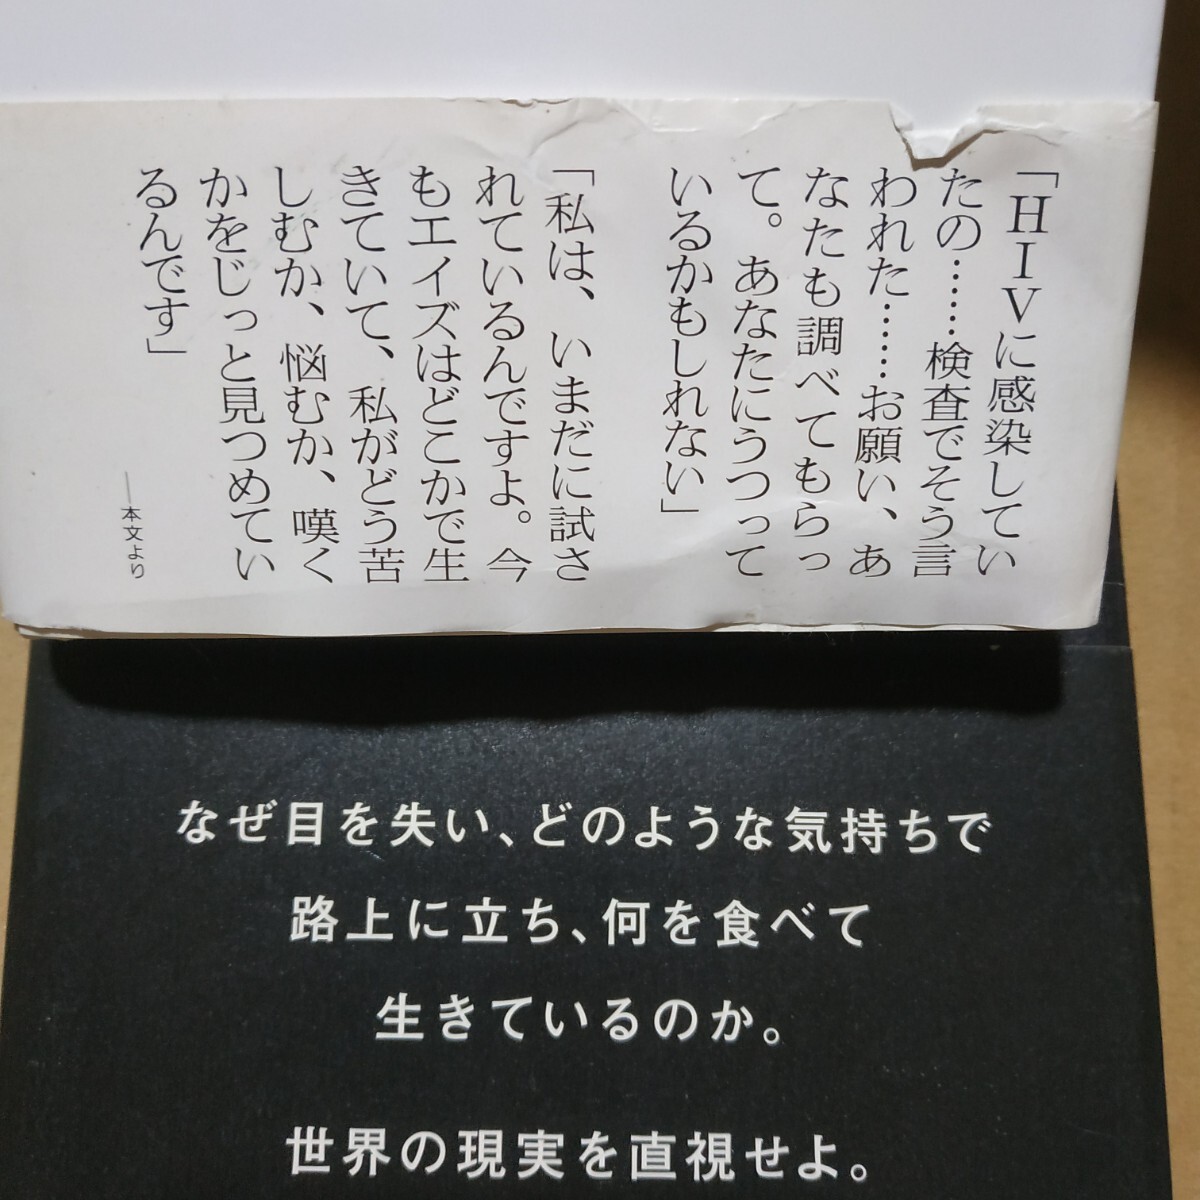 「HIVに感染してい
たの……検査でそう言
われた……お願い、あ
なたも調べてもらっ
て。あなたにうつって
いるかもしれない」
「私は、いまだに試さ
れているんですよ。今
もエイズはどこかで生
きていて、私がどう苦
しむか、悩むか、嘆く
かをじっと見つめてい
るんです」
──本文より
なぜ目を失い、どのような気持ちで
路上に立ち、何を食べて
生きているのか。
世界の現実を直視せよ。